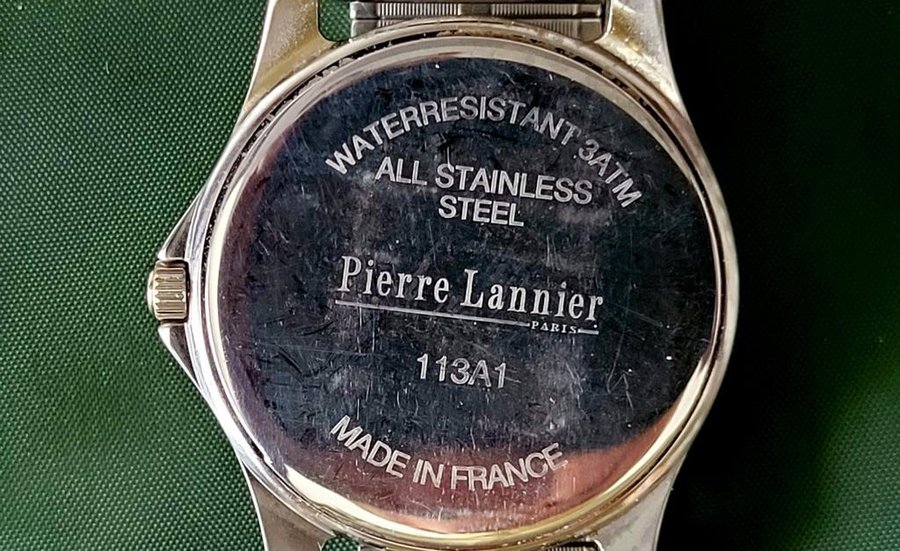 WATERRESISTANT 3ATM
ALL STAINLESS
STEEL
Pierre Lannier
PARIS
113A1
MADE IN FRANCE